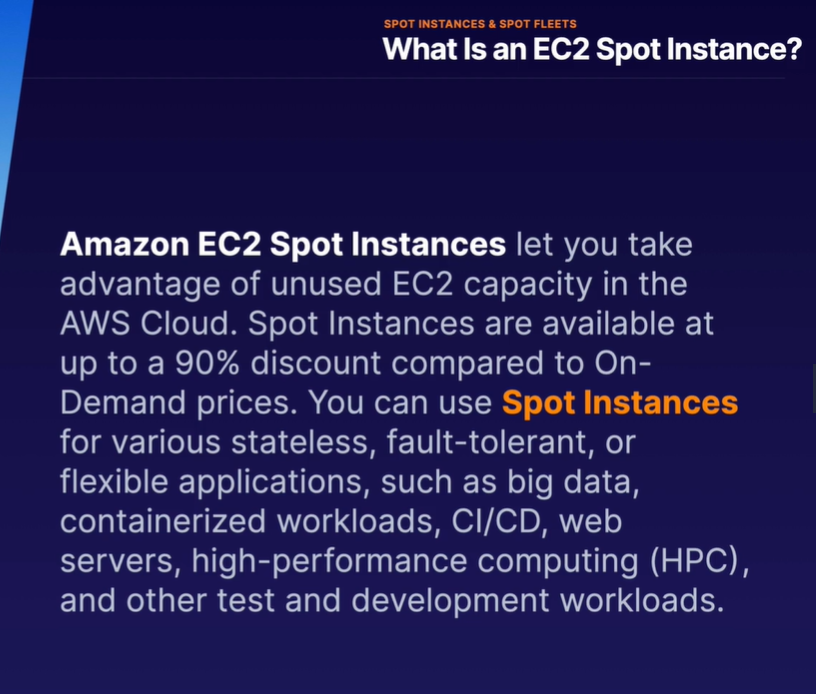 SPOT INSTANCES & SPOT FLEETS
What Is an EC2 Spot Instance?
Amazon EC2 Spot Instances let you take
advantage of unused EC2 capacity in the
AWS Cloud. Spot Instances are available at
up to a 90% discount compared to On-
Demand prices. You can use Spot Instances
for various stateless, fault-tolerant, or
flexible applications, such as big data,
containerized workloads, CI/CD, web
servers, high-performance computing (HPC),
and other test and development workloads.